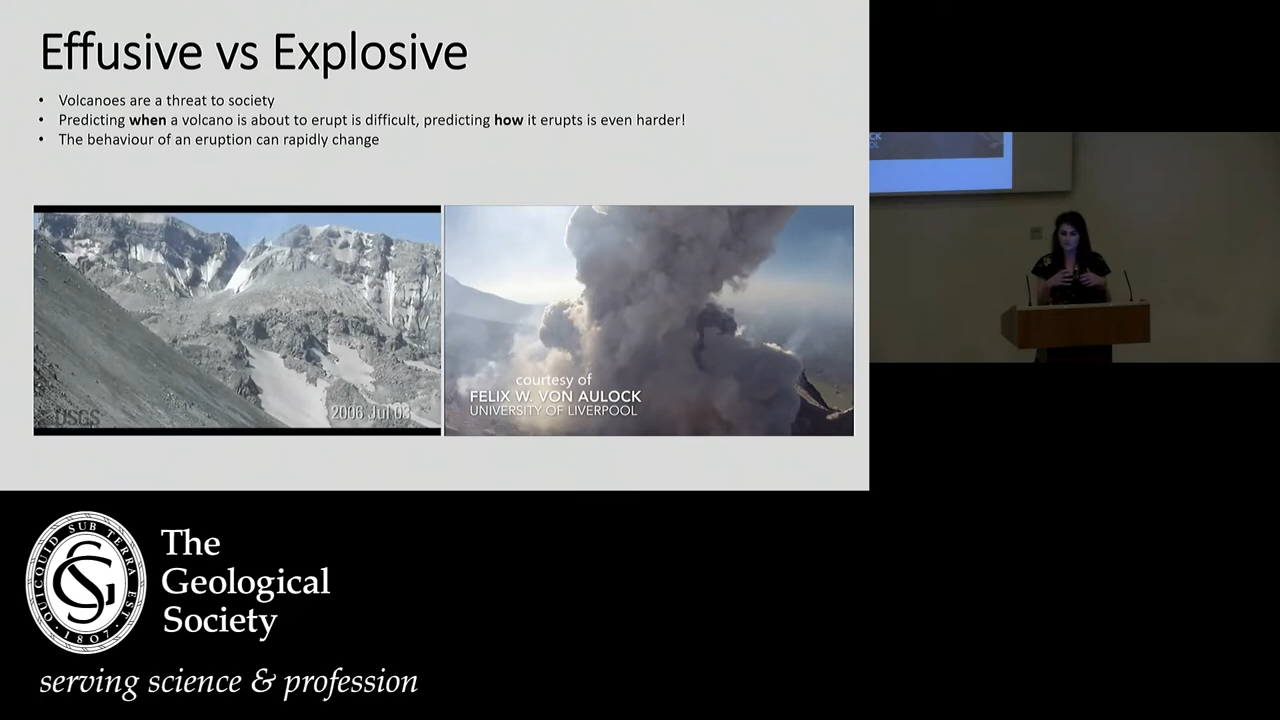 Effusive vs Explosive
• Volcanoes are a threat to society
• Predicting when a volcano is about to erupt is difficult, predicting how it erupts is even harder!
• The behaviour of an eruption can rapidly change
USGS
2006 Jul 03
courtesy of
FELIX W. VON AULOCK
UNIVERSITY OF LIVERPOOL
CK
OL
QUICQUID SUB TERRA EST
1807
The
Geological
Society
serving science & profession